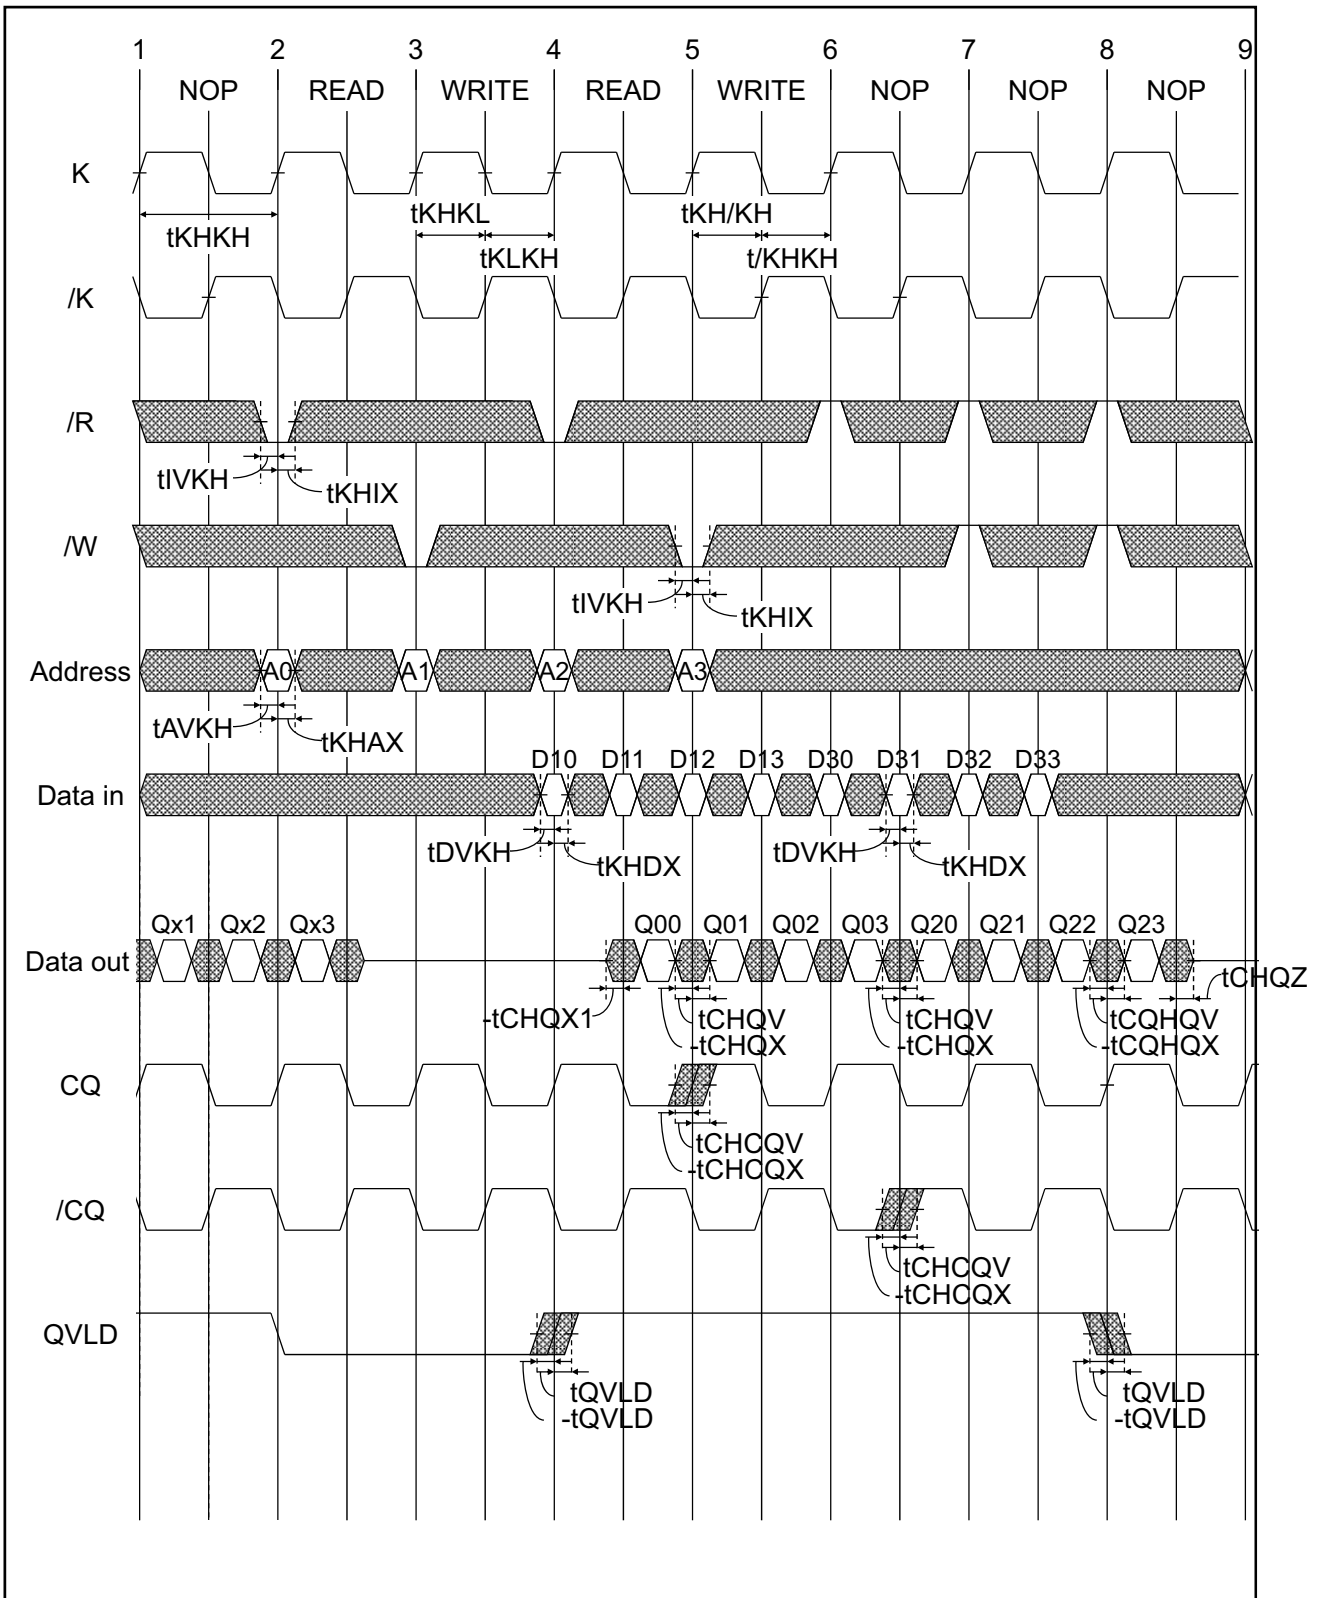 1 2 3 4 5 6 7 8 9
NOP READ WRITE READ WRITE NOP NOP NOP
K
tKHKL tKH/KH
tKHKH
tKLKH t/KHKH
/K
/R
tIVKH
tKHIX
/W
tIVKH
tKHIX
Address A0 A1 A2 A3
tAVKH
tKHAX
D10 D11 D12 D13 D30 D31 D32 D33
Data in
tDVKH tDVKH
tKHDX tKHDX
Qx1 Qx2 Qx3 Q00 Q01 Q02 Q03 Q20 Q21 Q22 Q23
Data out
tCHQZ
-tCHQX1 tCHQV tCHQV tCQHQV
-tCHQX -tCHQX -tCQHQX
CQ
tCHCQV
-tCHCQX
/CQ
tCHCQV
-tCHCQX
QVLD
tQVLD tQVLD
-tQVLD -tQVLD